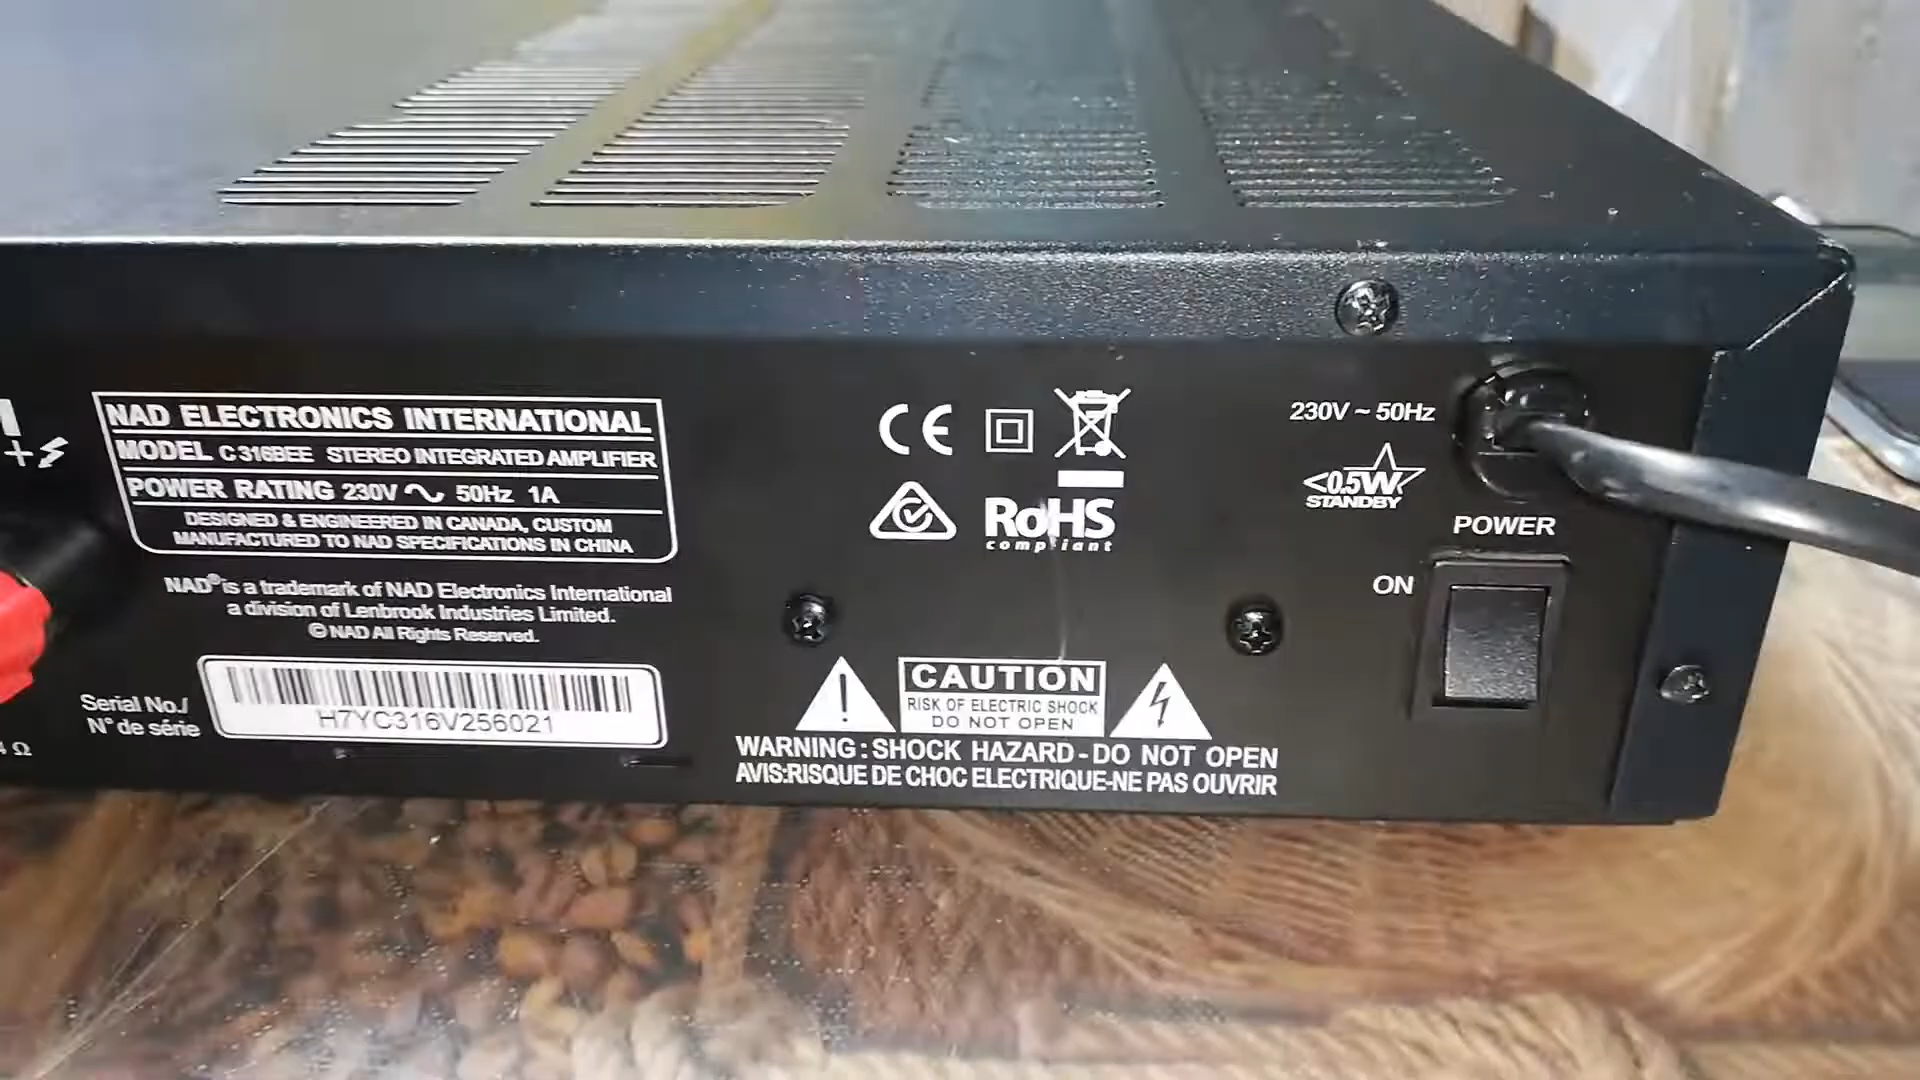 NAD ELECTRONICS INTERNATIONAL
MODEL C 316BEE STEREO INTEGRATED AMPLIFIER
POWER RATING 230V ~ 50Hz 1A
DESIGNED & ENGINEERED IN CANADA, CUSTOM
MANUFACTURED TO NAD SPECIFICATIONS IN CHINA
NAD® is a trademark of NAD Electronics International
a division of Lenbrook Industries Limited.
© NAD All Rights Reserved.
Serial No./
N° de série
H7YC316V256021
4 Ω
CE
RoHS
compliant
CAUTION
RISK OF ELECTRIC SHOCK
DO NOT OPEN
WARNING : SHOCK HAZARD - DO NOT OPEN
AVIS:RISQUE DE CHOC ELECTRIQUE-NE PAS OUVRIR
230V ~ 50Hz
<0.5W
STANDBY
POWER
ON